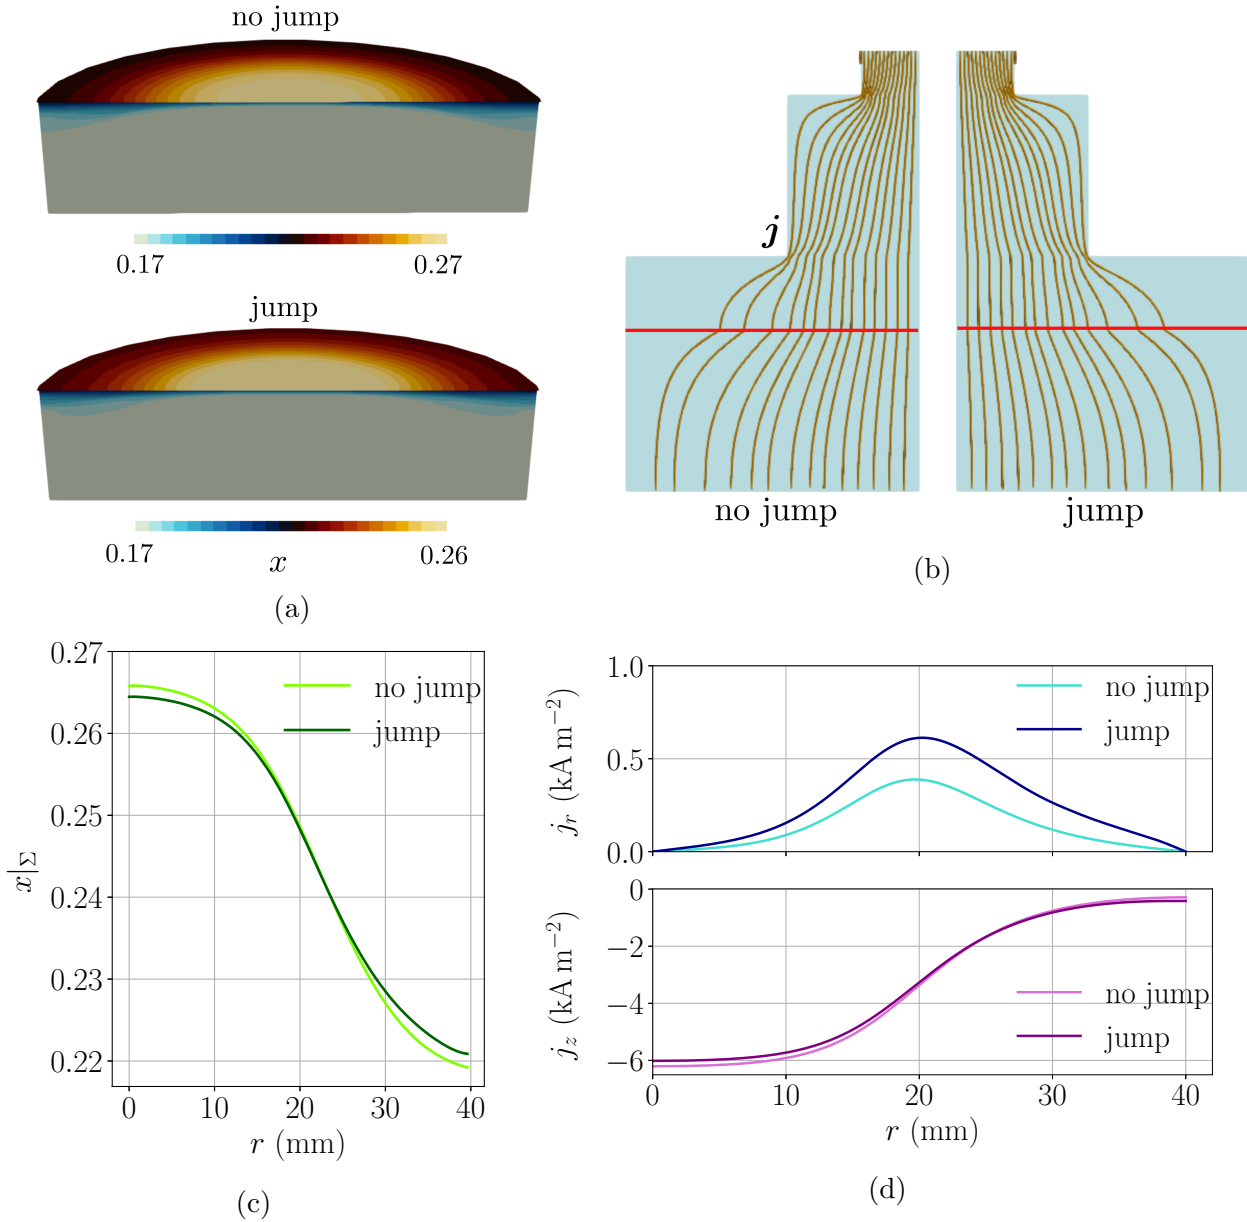 no jump
0.17 0.27
jump
0.17 0.26
x
(a)
j
no jump jump
(b)
0.27
0.26
0.25
0.24
0.23
0.22
x|Σ
no jump
jump
0 10 20 30 40
r (mm)
(c)
1.0
0.5
0.0
j_r (kA m⁻²)
no jump
jump
0
−2
−4
−6
j_z (kA m⁻²)
no jump
jump
0 10 20 30 40
r (mm)
(d)